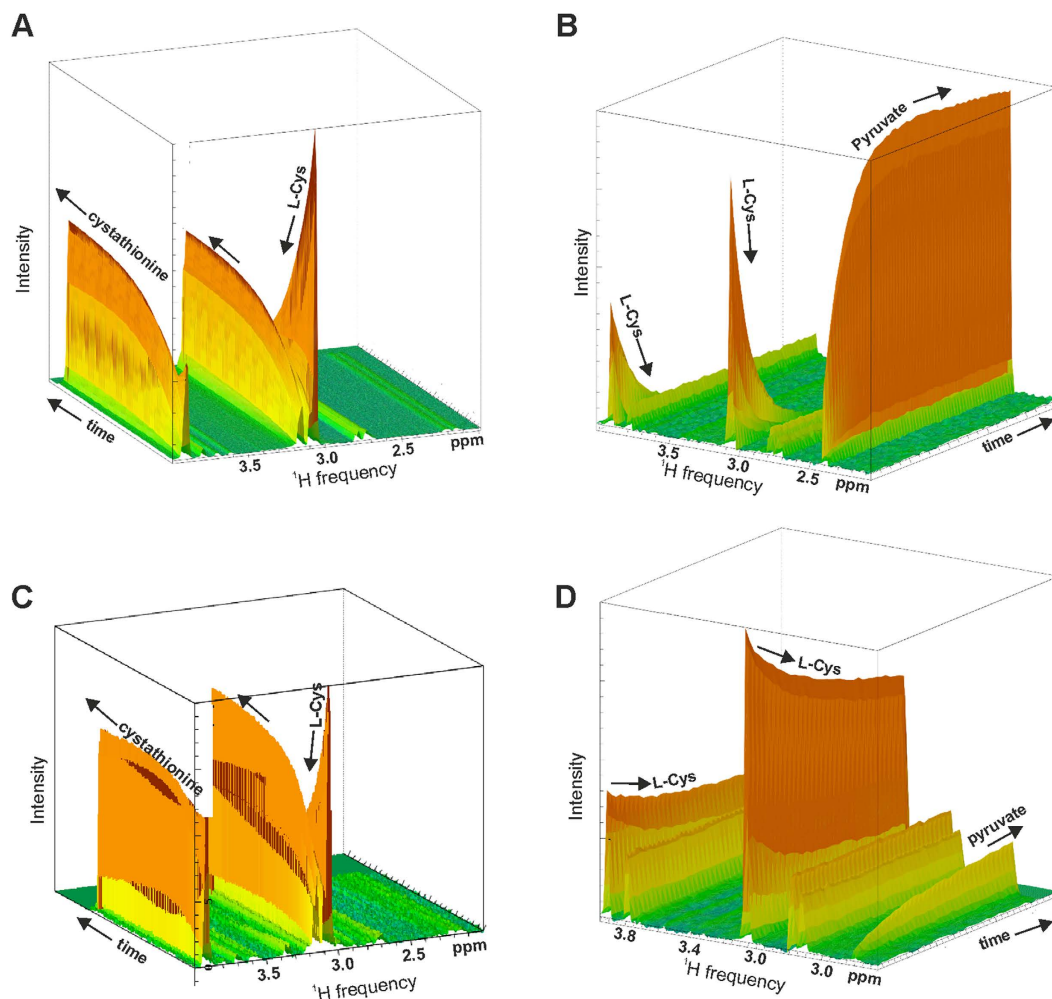 A
cystathionine
L-Cys
Intensity
time
3.5
3.0
2.5
ppm
¹H frequency
B
L-Cys
L-Cys
Pyruvate
Intensity
time
3.5
3.0
2.5
ppm
¹H frequency
C
cystathionine
L-Cys
Intensity
time
3.5
3.0
2.5
ppm
¹H frequency
D
L-Cys
L-Cys
pyruvate
Intensity
time
3.8
3.4
3.0
3.0
ppm
¹H frequency